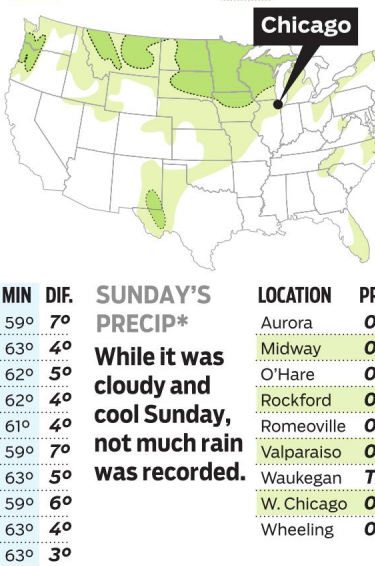 Chicago
MIN DIF.
59° 7°
63° 4°
62° 5°
62° 4°
61° 4°
59° 7°
63° 5°
59° 6°
63° 4°
63° 3°
SUNDAY'S
PRECIP*
While it was
cloudy and
cool Sunday,
not much rain
was recorded.
LOCATION
Aurora
Midway
O'Hare
Rockford
Romeoville
Valparaiso
Waukegan T
W. Chicago
Wheeling